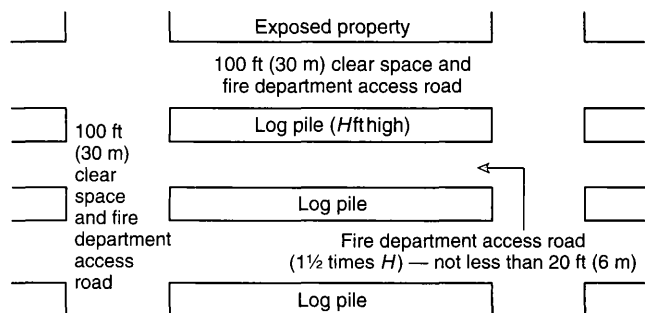 Exposed property
100 ft (30 m) clear space and
fire department access road
Log pile (Hft high)
100 ft
(30 m)
clear
space
and fire
department
access
road
Log pile
Fire department access road
(1½ times H) — not less than 20 ft (6 m)
Log pile